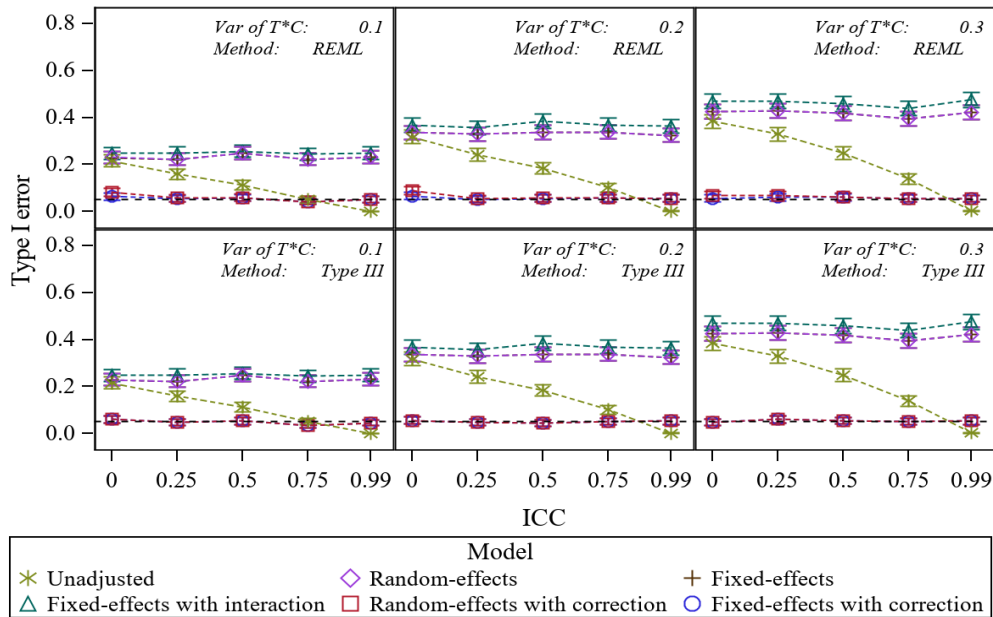 Type I error
0.8
0.6
0.4
0.2
0.0
Var of T*C: 0.1
Method: REML
Var of T*C: 0.2
Method: REML
Var of T*C: 0.3
Method: REML
0.8
0.6
0.4
0.2
0.0
Var of T*C: 0.1
Method: Type III
Var of T*C: 0.2
Method: Type III
Var of T*C: 0.3
Method: Type III
0 0.25 0.5 0.75 0.99 0 0.25 0.5 0.75 0.99 0 0.25 0.5 0.75 0.99
ICC
Model
Unadjusted Random-effects Fixed-effects
Fixed-effects with interaction Random-effects with correction Fixed-effects with correction